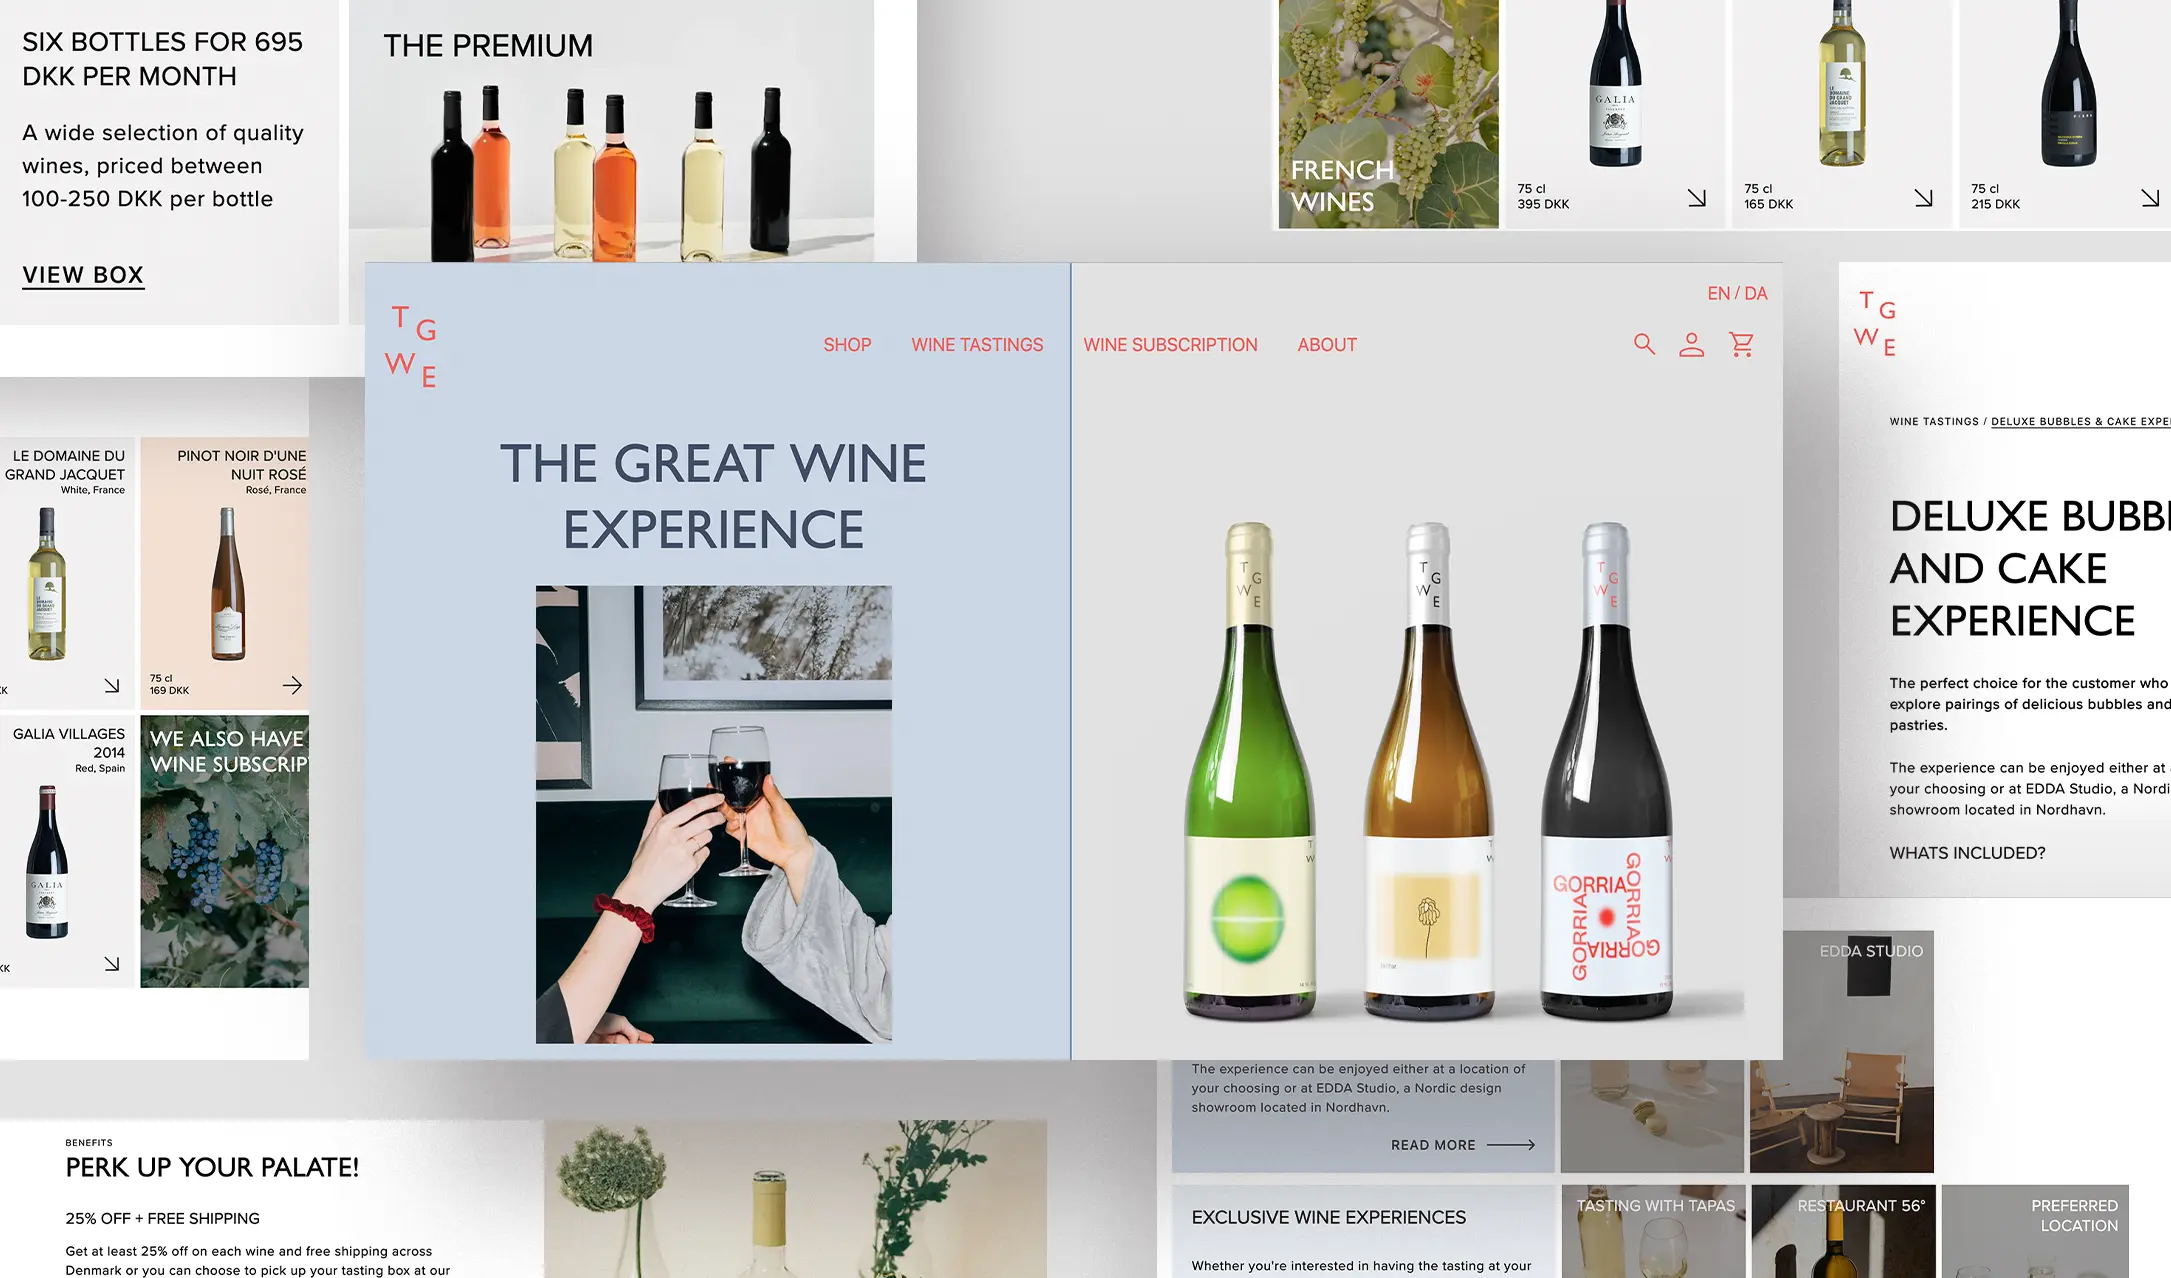 SIX BOTTLES FOR 695
DKK PER MONTH
A wide selection of quality
wines, priced between
100-250 DKK per bottle
VIEW BOX
THE PREMIUM
FRENCH
WINES
GALIA
75 cl
395 DKK
LE
DOMAINE
DU GRAND
JACQUET
75 cl
165 DKK
75 cl
215 DKK
LE DOMAINE DU
GRAND JACQUET
White, France
PINOT NOIR D'UNE
NUIT ROSÉ
Rosé, France
75 cl
169 DKK
GALIA VILLAGES
2014
Red, Spain
GALIA
WE ALSO HAVE
WINE SUBSCRIP
T G
W E
EN / DA
SHOP
WINE TASTINGS
WINE SUBSCRIPTION
ABOUT
THE GREAT WINE
EXPERIENCE
T G
W E
T G
W E
T G
W E
GORRIA
GORRIA
GORRIA
GORRIA
T G
W E
WINE TASTINGS / DELUXE BUBBLES & CAKE EXPE
DELUXE BUBB
AND CAKE
EXPERIENCE
The perfect choice for the customer who
explore pairings of delicious bubbles and
pastries.
The experience can be enjoyed either at
your choosing or at EDDA Studio, a Nordi
showroom located in Nordhavn.
WHATS INCLUDED?
BENEFITS
PERK UP YOUR PALATE!
25% OFF + FREE SHIPPING
Get at least 25% off on each wine and free shipping across
Denmark or you can choose to pick up your tasting box at our
The experience can be enjoyed either at a location of
your choosing or at EDDA Studio, a Nordic design
showroom located in Nordhavn.
READ MORE
EDDA STUDIO
EXCLUSIVE WINE EXPERIENCES
Whether you're interested in having the tasting at your
TASTING WITH TAPAS
RESTAURANT 56°
PREFERRED
LOCATION